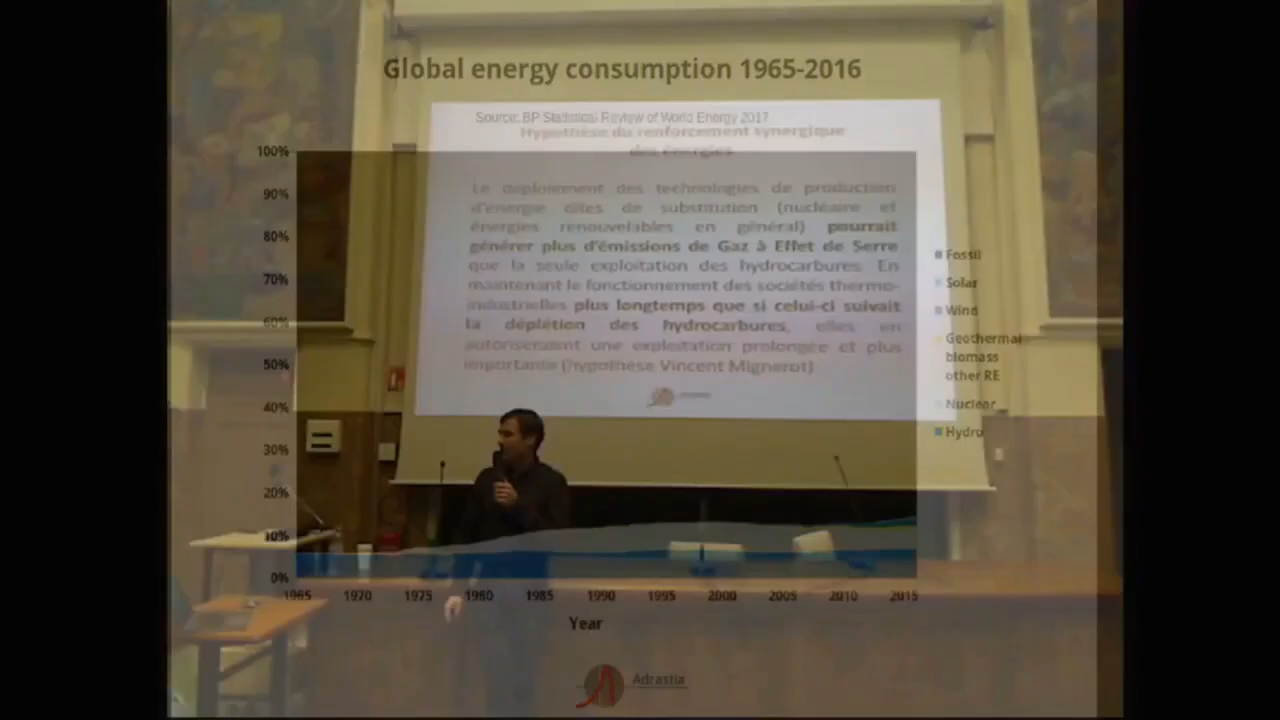 Global energy consumption 1965-2016
Source: BP Statistical Review of World Energy 2017
Hypothèse du renforcement synergique
des énergies
Le déploiement des technologies de production
d'énergie dites de substitution (nucléaire et
énergies renouvelables en général) pourrait
générer plus d'émissions de Gaz à Effet de Serre
que la seule exploitation des hydrocarbures. En
maintenant le fonctionnement des sociétés thermo-
industrielles plus longtemps que si celui-ci suivait
la déplétion des hydrocarbures, elles en
autoriseraient une exploitation prolongée et plus
importante (hypothèse Vincent Mignerot)
100%
90%
80%
70%
60%
50%
40%
30%
20%
10%
0%
Fossil
Solar
Wind
Geothermal
biomass
other RE
Nuclear
Hydro
1965 1970 1975 1980 1985 1990 1995 2000 2005 2010 2015
Year
Adrastia